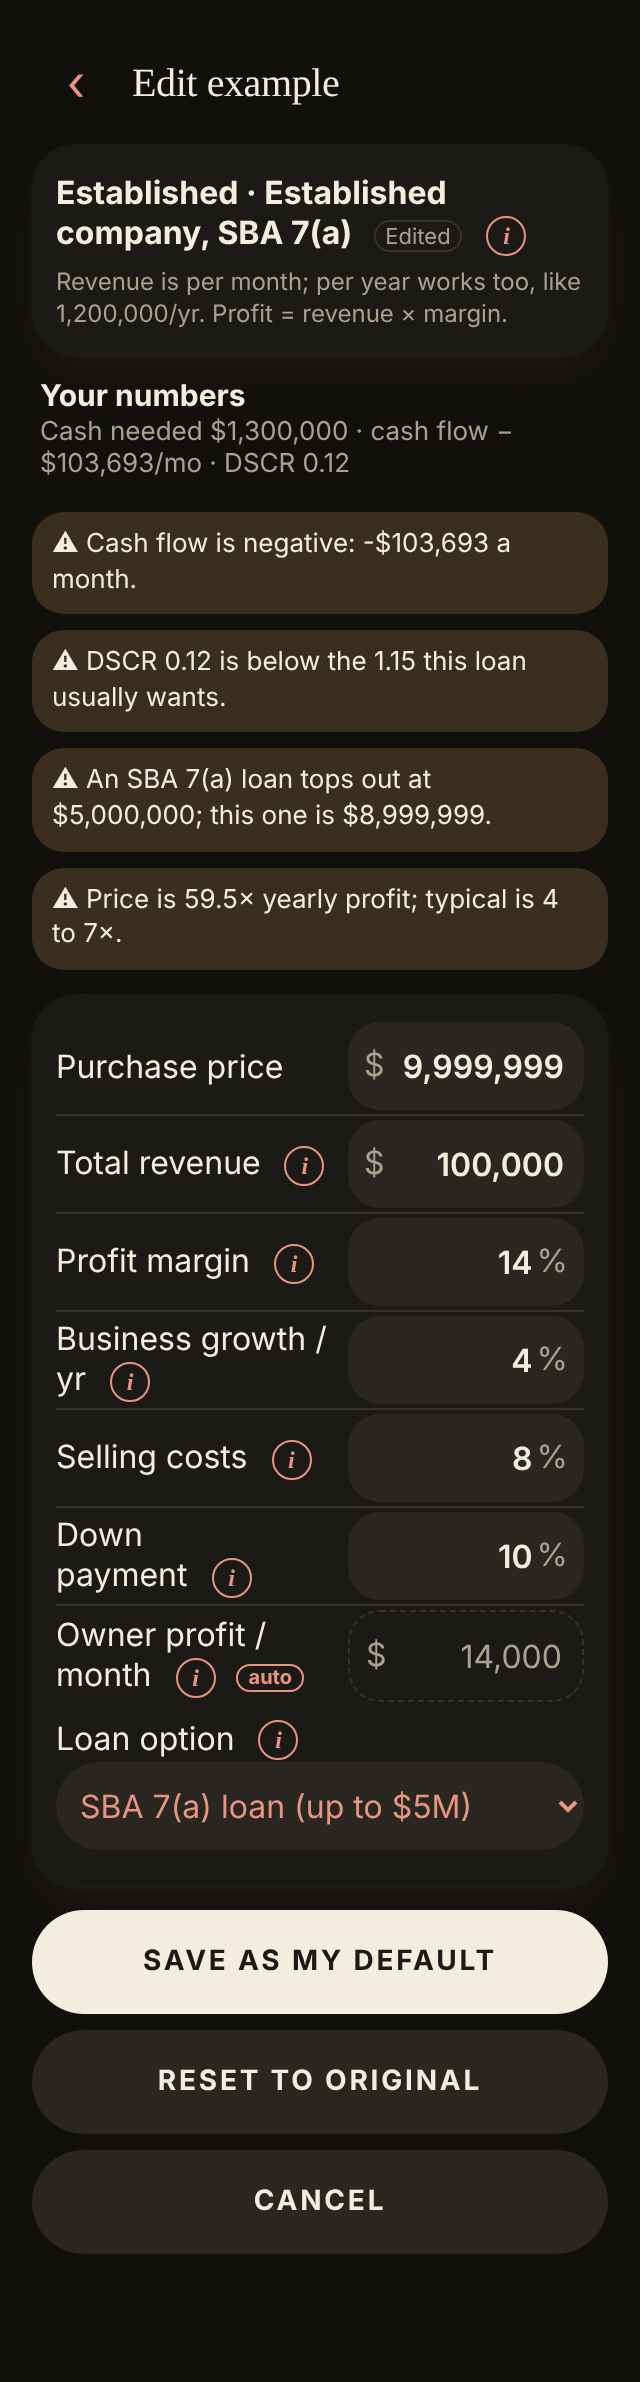 ‹ Edit example
Established · Established
company, SBA 7(a) Edited i
Revenue is per month; per year works too, like
1,200,000/yr. Profit = revenue × margin.
Your numbers
Cash needed $1,300,000 · cash flow −
$103,693/mo · DSCR 0.12
⚠ Cash flow is negative: -$103,693 a
month.
⚠ DSCR 0.12 is below the 1.15 this loan
usually wants.
⚠ An SBA 7(a) loan tops out at
$5,000,000; this one is $8,999,999.
⚠ Price is 59.5× yearly profit; typical is 4
to 7×.
Purchase price $ 9,999,999
Total revenue i $ 100,000
Profit margin i 14 %
Business growth /
yr i 4 %
Selling costs i 8 %
Down
payment i 10 %
Owner profit /
month i auto $ 14,000
Loan option i
SBA 7(a) loan (up to $5M)
SAVE AS MY DEFAULT
RESET TO ORIGINAL
CANCEL